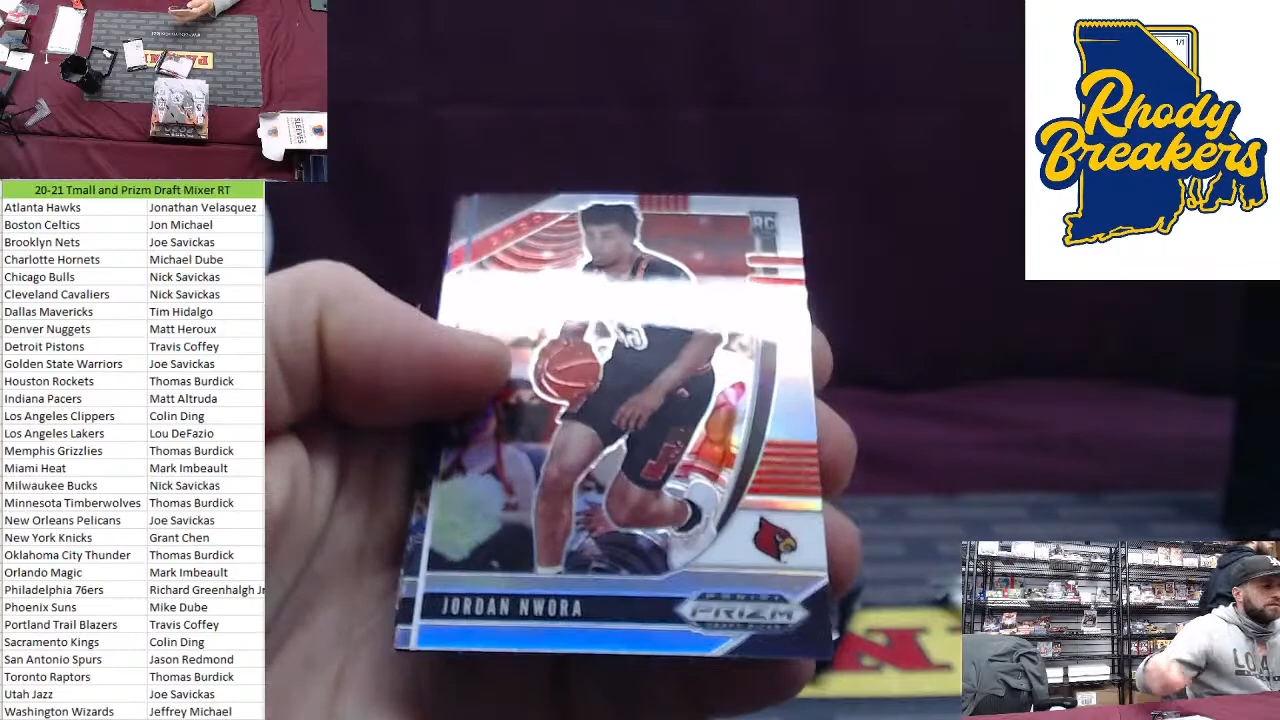 20-21 Tmall and Prizm Draft Mixer RT
Atlanta Hawks Jonathan Velasquez
Boston Celtics Jon Michael
Brooklyn Nets Joe Savickas
Charlotte Hornets Michael Dube
Chicago Bulls Nick Savickas
Cleveland Cavaliers Nick Savickas
Dallas Mavericks Tim Hidalgo
Denver Nuggets Matt Heroux
Detroit Pistons Travis Coffey
Golden State Warriors Joe Savickas
Houston Rockets Thomas Burdick
Indiana Pacers Matt Altruda
Los Angeles Clippers Colin Ding
Los Angeles Lakers Lou DeFazio
Memphis Grizzlies Thomas Burdick
Miami Heat Mark Imbeault
Milwaukee Bucks Nick Savickas
Minnesota Timberwolves Thomas Burdick
New Orleans Pelicans Joe Savickas
New York Knicks Grant Chen
Oklahoma City Thunder Thomas Burdick
Orlando Magic Mark Imbeault
Philadelphia 76ers Richard Greenhalgh Jr
Phoenix Suns Mike Dube
Portland Trail Blazers Travis Coffey
Sacramento Kings Colin Ding
San Antonio Spurs Jason Redmond
Toronto Raptors Thomas Burdick
Utah Jazz Joe Savickas
Washington Wizards Jeffrey Michael
RC
JORDAN NWORA
PANINI
PRIZM
DRAFT PICKS
1/1
Rhody
Breakers
SLEEVES